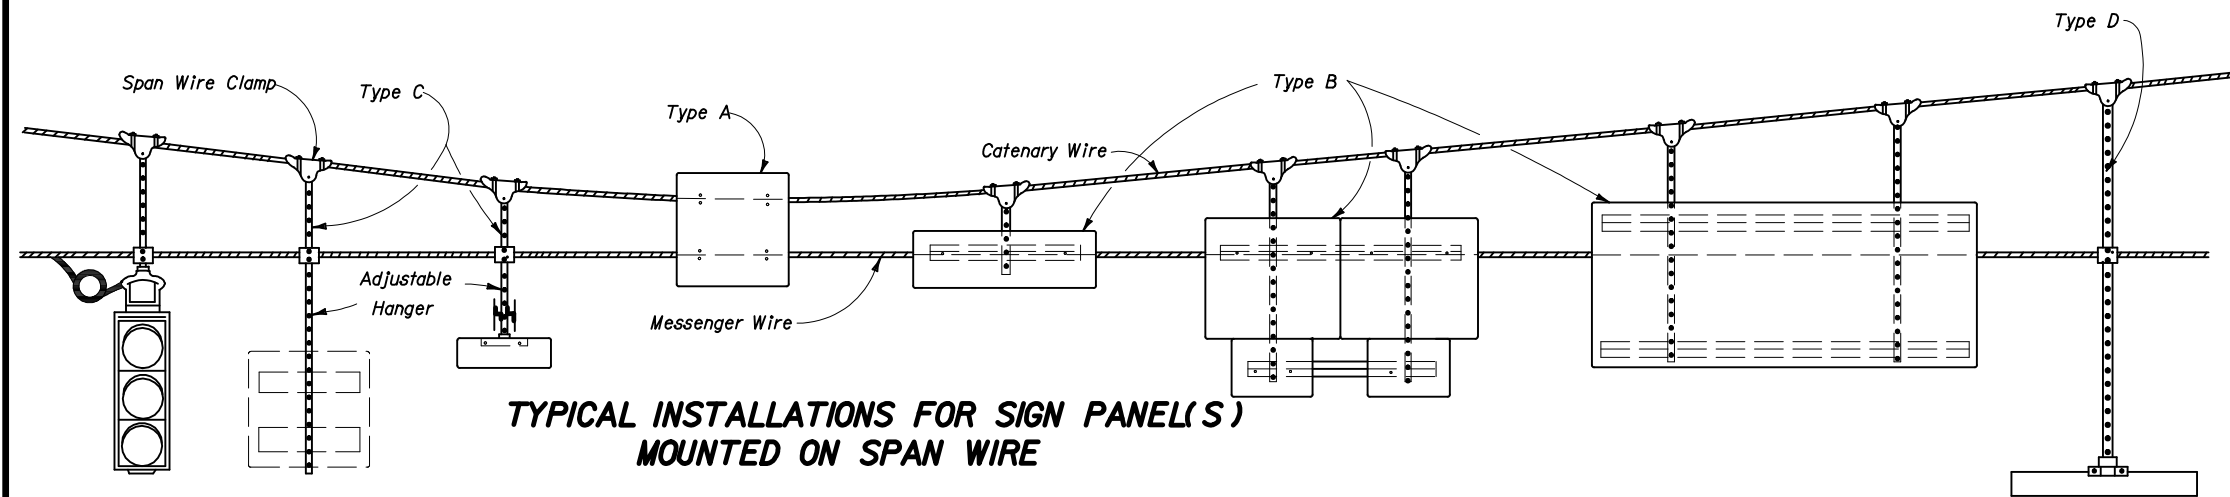 Type D
Span Wire Clamp
Type C
Type A
Type B
Catenary Wire
Adjustable
Hanger
Messenger Wire
TYPICAL INSTALLATIONS FOR SIGN PANEL(S)
MOUNTED ON SPAN WIRE